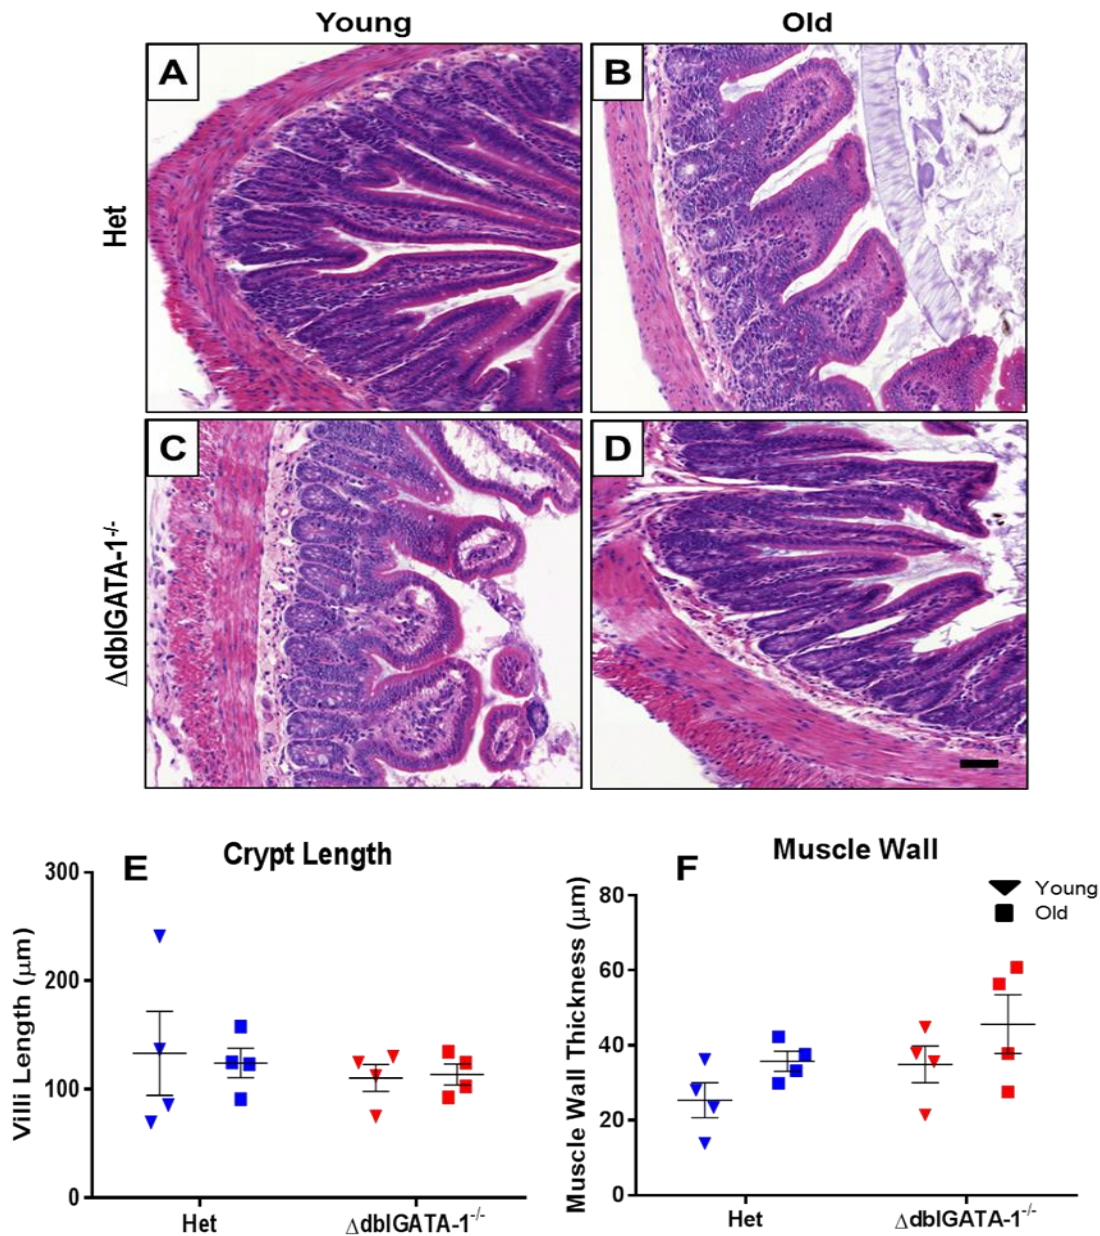 Young Old
A B
Het
C D
ΔdblGATA-1-/-
E Crypt Length
Villi Length (μm)
300
200
100
0
Het ΔdblGATA-1-/-
F Muscle Wall
Muscle Wall Thickness (μm)
80
60
40
20
0
Young
Old
Het ΔdblGATA-1-/-